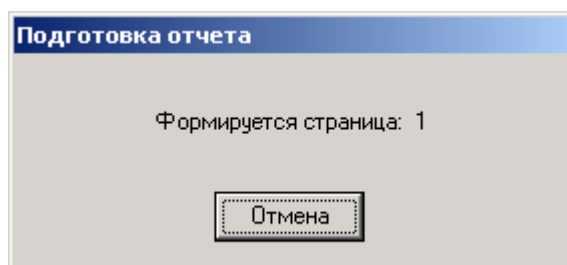 Подготовка отчета
Формируется страница: 1
Отмена